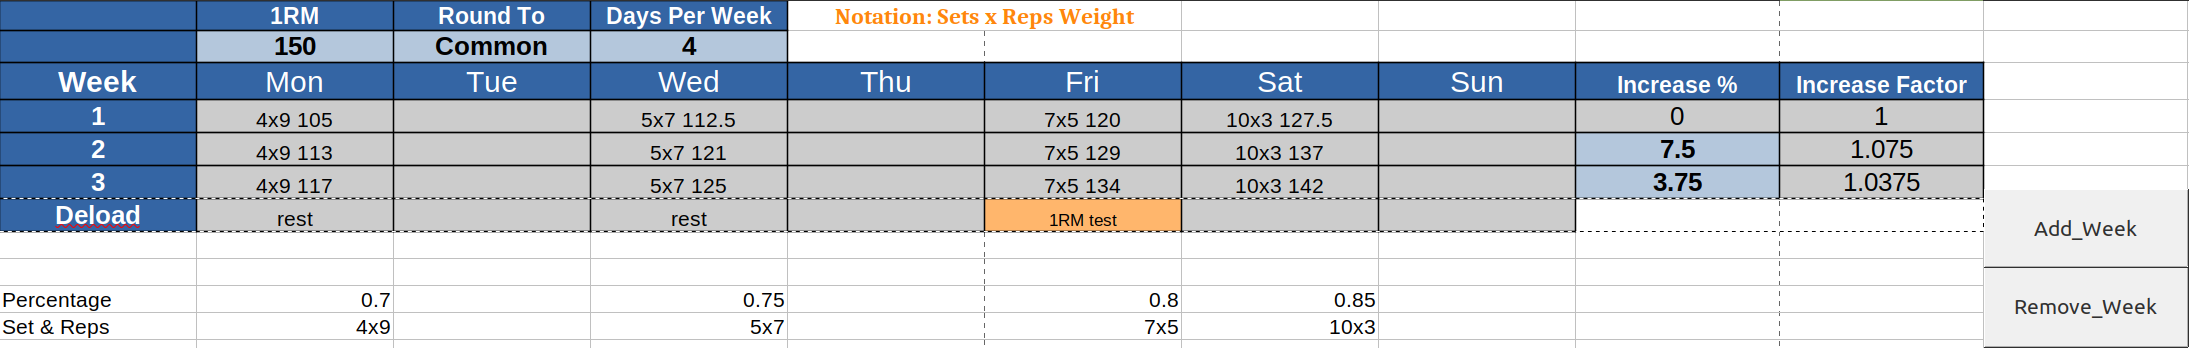 1RM Round To Days Per Week Notation: Sets x Reps Weight
150 Common 4
Week Mon Tue Wed Thu Fri Sat Sun Increase % Increase Factor
1 4x9 105 5x7 112.5 7x5 120 10x3 127.5 0 1
2 4x9 113 5x7 121 7x5 129 10x3 137 7.5 1.075
3 4x9 117 5x7 125 7x5 134 10x3 142 3.75 1.0375
Deload rest rest 1RM test
Add_Week
Percentage 0.7 0.75 0.8 0.85
Remove_Week
Set & Reps 4x9 5x7 7x5 10x3